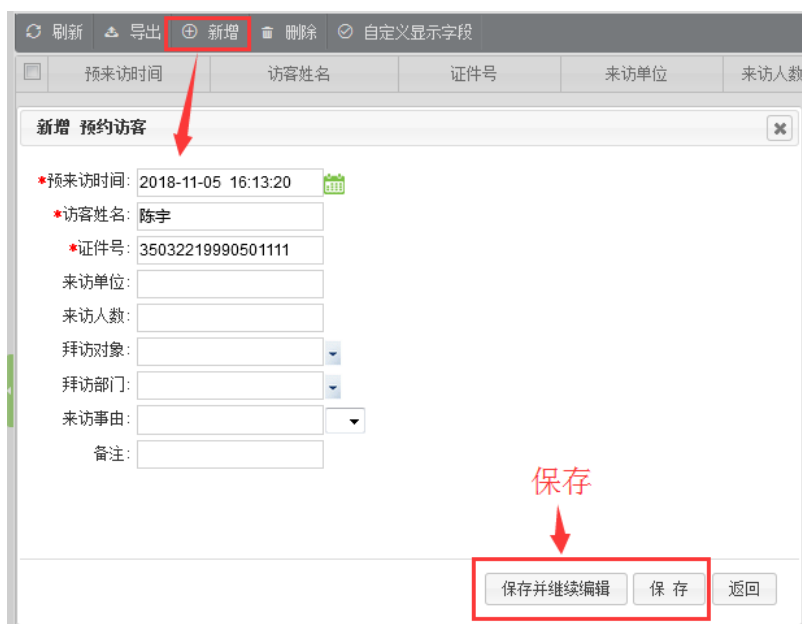 刷新 导出 新增 删除 自定义显示字段
预来访时间 访客姓名 证件号 来访单位 来访人数
新增 预约访客
*预来访时间: 2018-11-05 16:13:20
*访客姓名: 陈宇
*证件号: 35032219990501111
来访单位:
来访人数:
拜访对象:
拜访部门:
来访事由:
备注:
保存
保存并继续编辑 保 存 返回